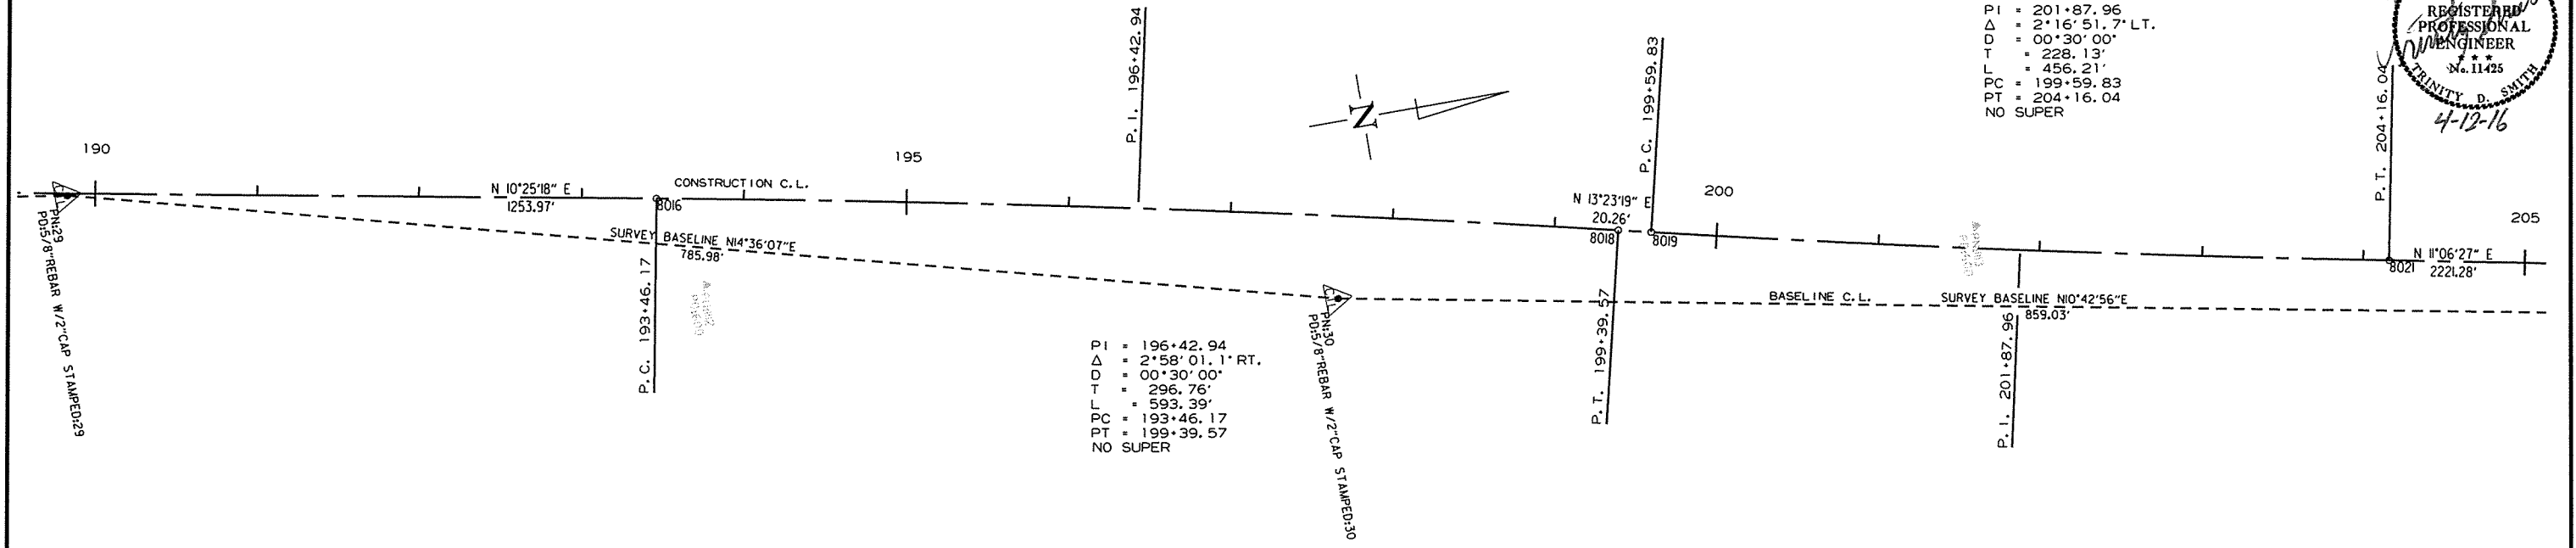 PI = 201+87.96
Δ = 2°16'51.7" LT.
D = 00°30'00"
T = 228.13'
L = 456.21'
PC = 199+59.83
PT = 204+16.04
NO SUPER
REGISTERED
PROFESSIONAL
ENGINEER
* * *
No. 11425
TRINITY D. SMITH
4-12-16
P.I. 196+42.94
P.C. 199+59.83
P.T. 204+16.04
N
190
195
200
205
N 10°25'18" E
1253.97'
CONSTRUCTION C.L.
8016
N 13°23'19" E
20.26'
8018
8019
8021
N 11°06'27" E
2221.28'
SURVEY BASELINE N14°36'07"E
785.98'
BASELINE C.L.
SURVEY BASELINE N10°42'56"E
859.03'
PN:29
PD:5/8"REBAR W/2"CAP STAMPED:29
P.C. 193+46.17
PN:30
PD:5/8"REBAR W/2"CAP STAMPED:30
P.T. 199+39.57
P.I. 201+87.96
PI = 196+42.94
Δ = 2°58'01.1" RT.
D = 00°30'00"
T = 296.76'
L = 593.39'
PC = 193+46.17
PT = 199+39.57
NO SUPER